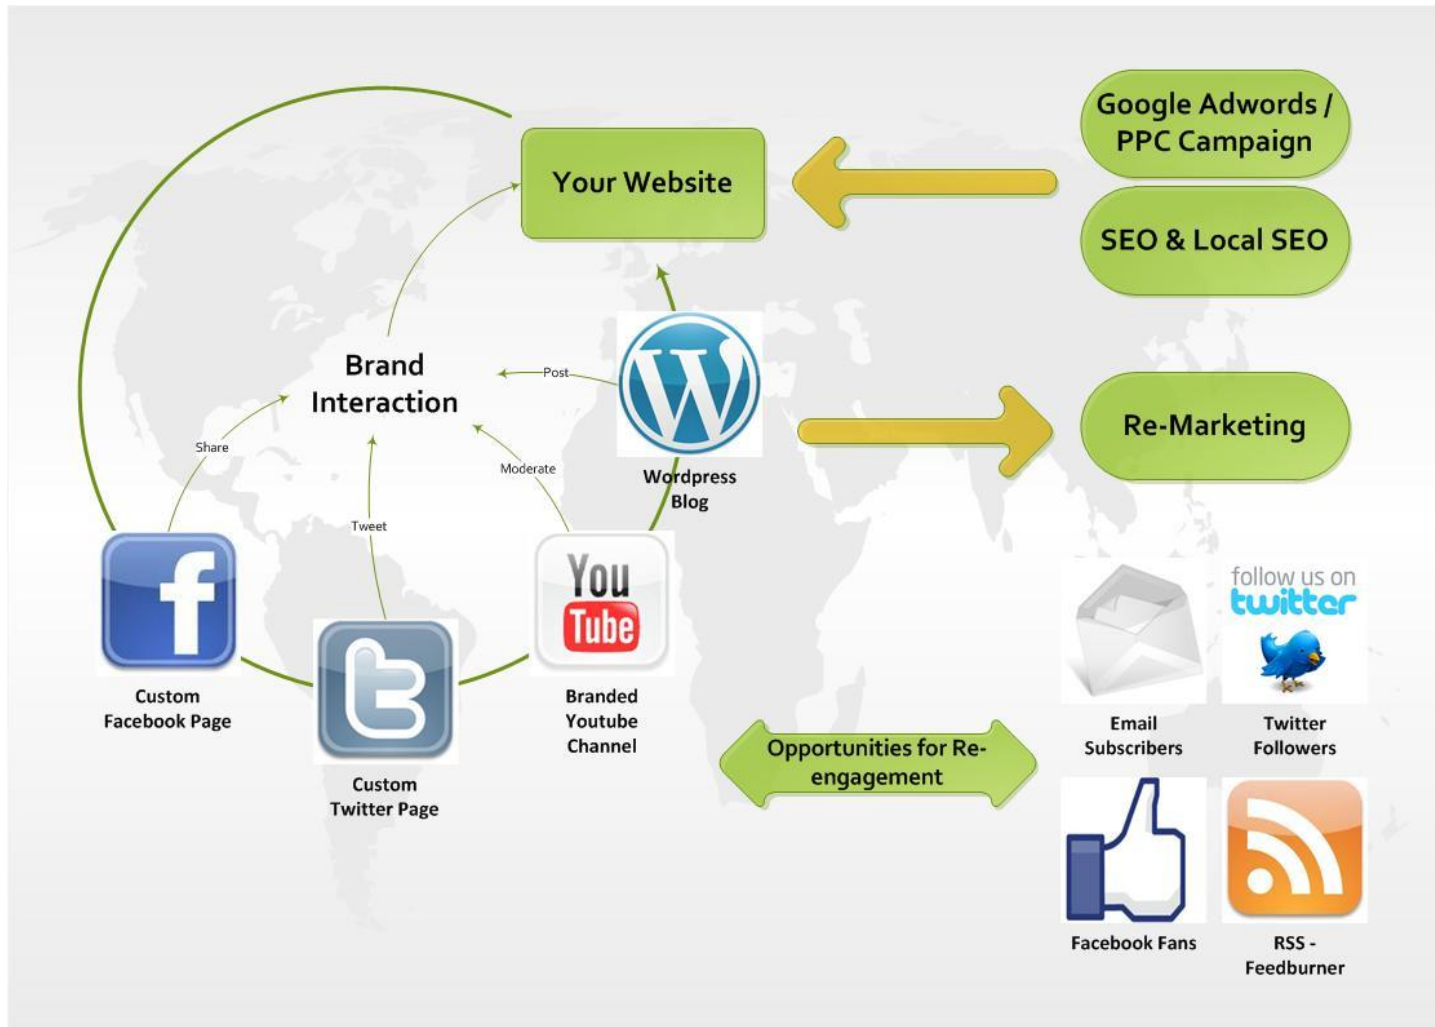 Google Adwords /
PPC Campaign
Your Website
SEO & Local SEO
Brand
Interaction
Post
Share
Moderate
Tweet
Wordpress
Blog
Re-Marketing
f
t
You
Tube
W
Custom
Facebook Page
Custom
Twitter Page
Branded
Youtube
Channel
Opportunities for Re-
engagement
follow us on
twitter
Email
Subscribers
Twitter
Followers
Facebook Fans
RSS -
Feedburner